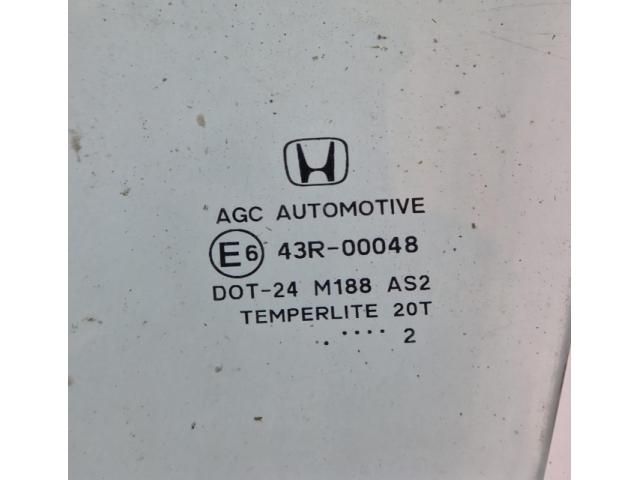 AGC AUTOMOTIVE
E6 43R-00048
DOT-24 M188 AS2
TEMPERLITE 20T
.···· 2